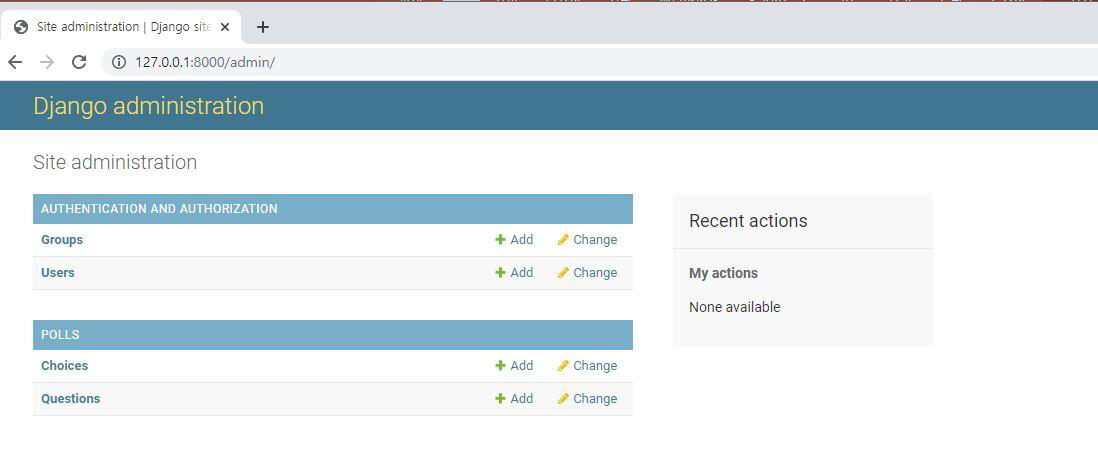 Site administration | Django site
127.0.0.1:8000/admin/
Django administration
Site administration
AUTHENTICATION AND AUTHORIZATION
Groups Add Change
Users Add Change
POLLS
Choices Add Change
Questions Add Change
Recent actions
My actions
None available